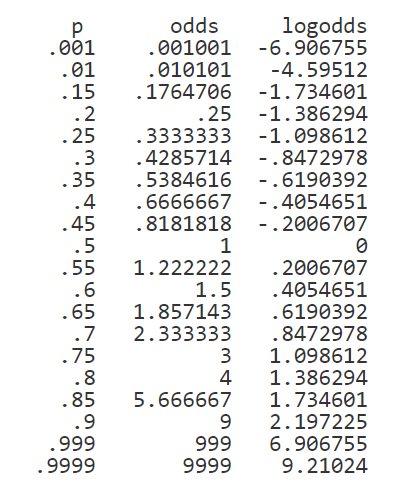 p odds logodds
.001 .001001 -6.906755
.01 .010101 -4.59512
.15 .1764706 -1.734601
.2 .25 -1.386294
.25 .3333333 -1.098612
.3 .4285714 -.8472978
.35 .5384616 -.6190392
.4 .6666667 -.4054651
.45 .8181818 -.2006707
.5 1 0
.55 1.222222 .2006707
.6 1.5 .4054651
.65 1.857143 .6190392
.7 2.333333 .8472978
.75 3 1.098612
.8 4 1.386294
.85 5.666667 1.734601
.9 9 2.197225
.999 999 6.906755
.9999 9999 9.21024